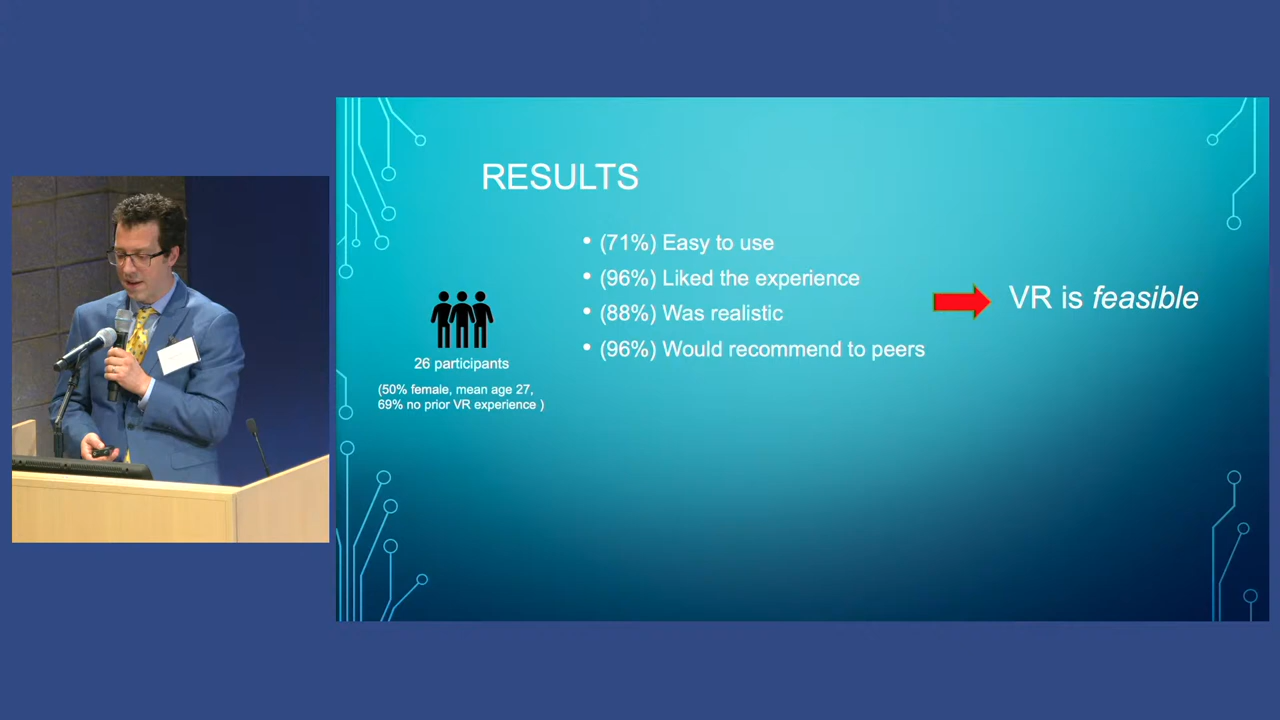 RESULTS
• (71%) Easy to use
• (96%) Liked the experience
• (88%) Was realistic
• (96%) Would recommend to peers
VR is feasible
26 participants
(50% female, mean age 27,
69% no prior VR experience )